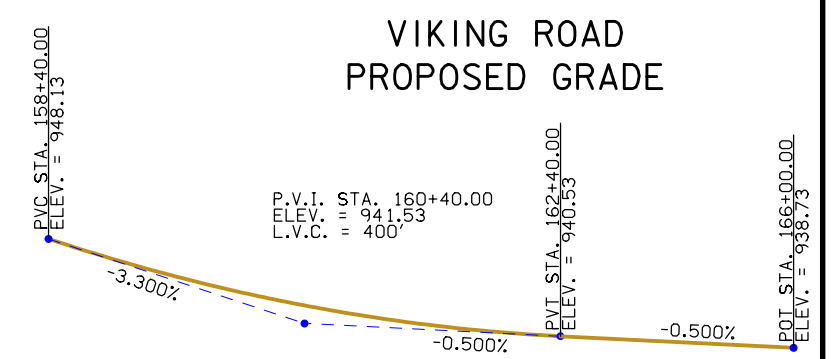 VIKING ROAD
PROPOSED GRADE
PVC STA. 158+40.00
ELEV. = 948.13
P.V.I. STA. 160+40.00
ELEV. = 941.53
L.V.C. = 400'
PVT STA. 162+40.00
ELEV. = 940.53
POT STA. 166+00.00
ELEV. = 938.73
-3.300%
-0.500%
-0.500%